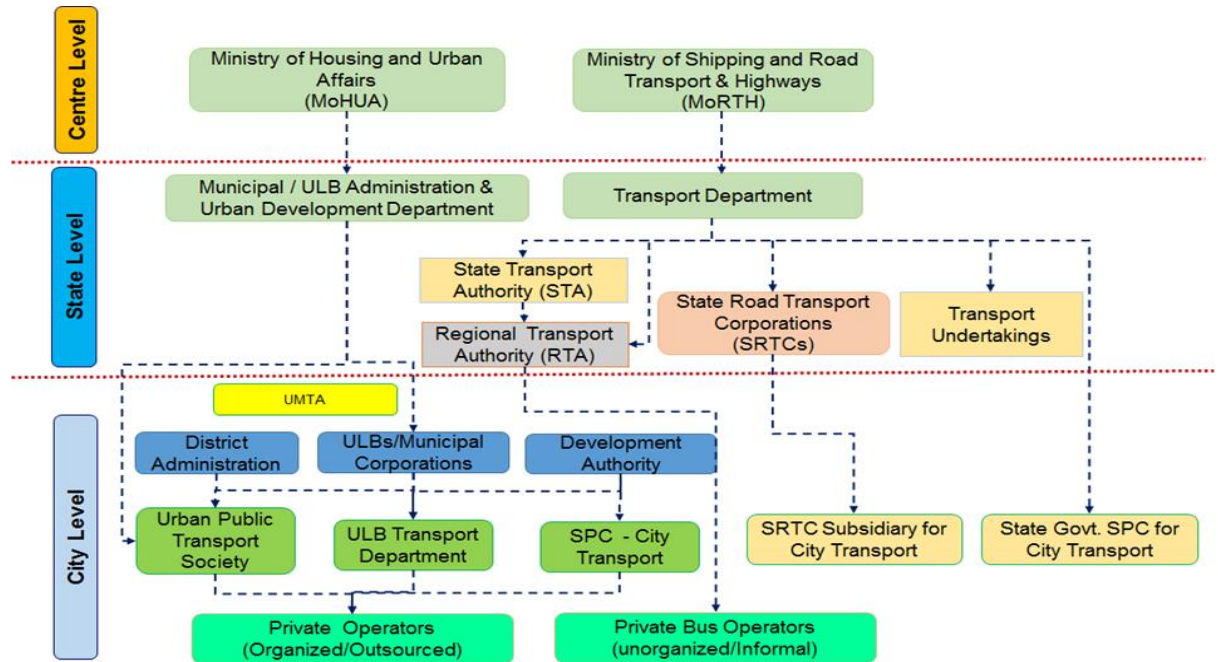 Centre Level
Ministry of Housing and Urban
Affairs
(MoHUA)
Ministry of Shipping and Road
Transport & Highways
(MoRTH)
State Level
Municipal / ULB Administration &
Urban Development Department
Transport Department
State Transport
Authority (STA)
Regional Transport
Authority (RTA)
State Road Transport
Corporations
(SRTCs)
Transport
Undertakings
City Level
UMTA
District
Administration
ULBs/Municipal
Corporations
Development
Authority
Urban Public
Transport
Society
ULB Transport
Department
SPC - City
Transport
SRTC Subsidiary for
City Transport
State Govt. SPC for
City Transport
Private Operators
(Organized/Outsourced)
Private Bus Operators
(unorganized/Informal)